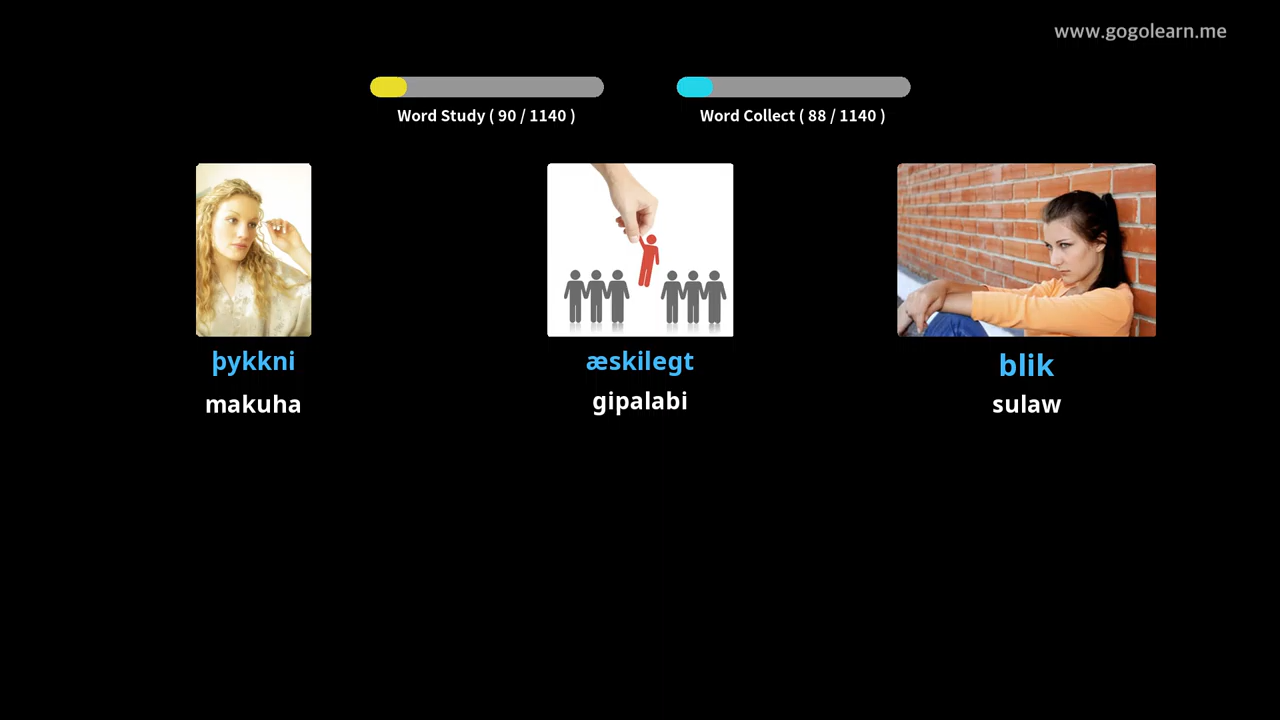 www.gogolearn.me
Word Study ( 90 / 1140 )
Word Collect ( 88 / 1140 )
þykkni
æskilegt
blik
makuha
gipalabi
sulaw